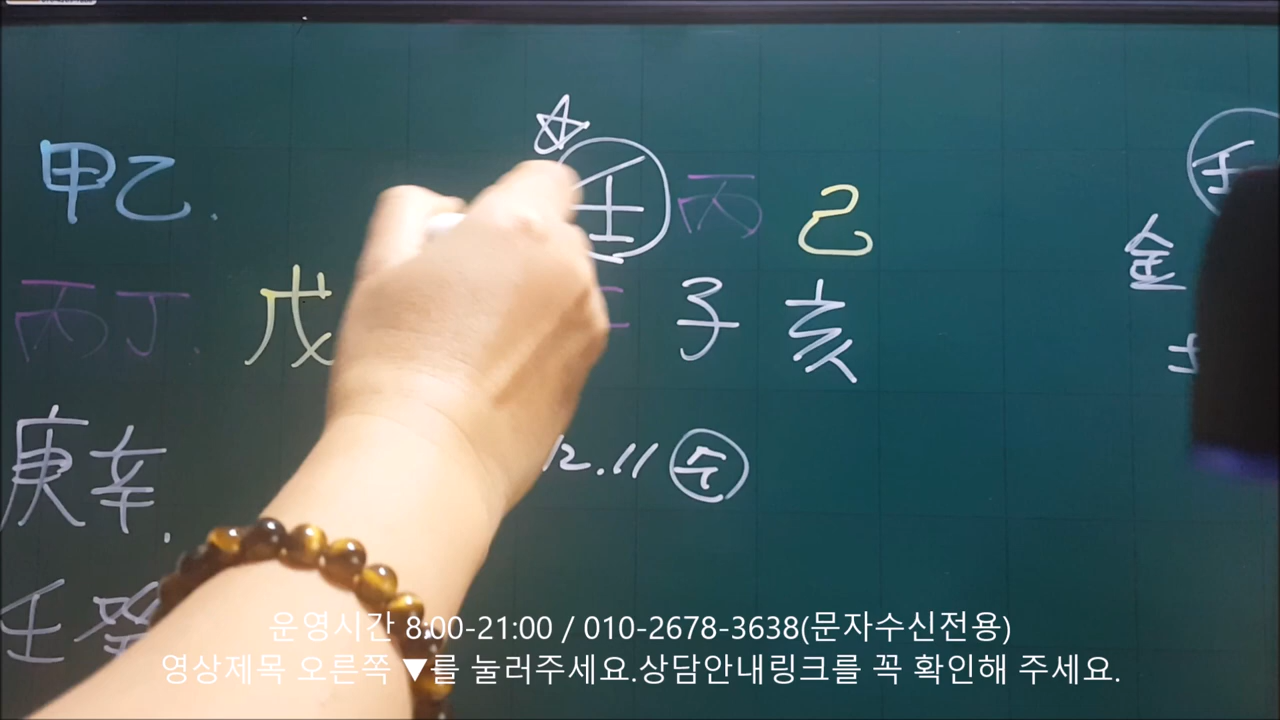 甲乙.
壬 丙 己
壬
金
丙丁. 戊 子 亥
庚辛.
12.11 수
壬癸
운영시간 8:00-21:00 / 010-2678-3638(문자수신전용)
영상제목 오른쪽 ▼를 눌러주세요.상담안내링크를 꼭 확인해 주세요.